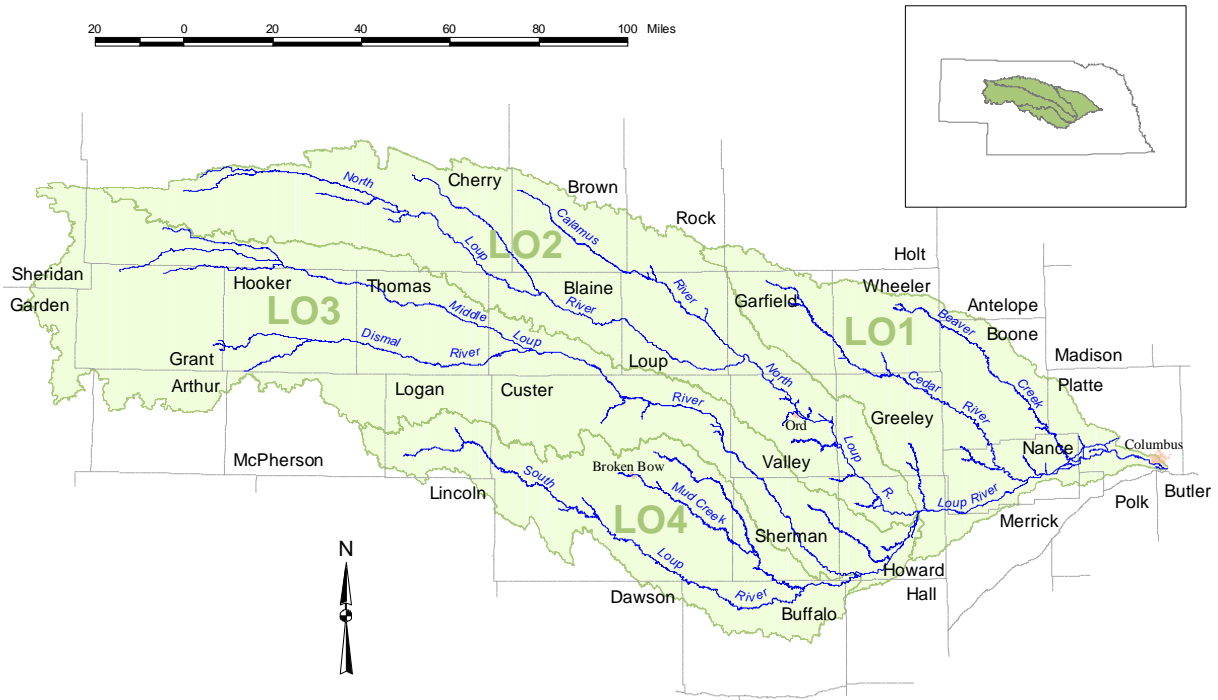 20 0 20 40 60 80 100 Miles
Cherry
Brown
North
Rock
Calamus
LO2
Loup
Holt
Sheridan
Hooker
Thomas
Blaine
River
Garfield
Wheeler
Garden
LO3
Middle
River
LO1
Beaver
Antelope
Boone
Dismal
Loup
Grant
River
Loup
Madison
Arthur
Logan
Custer
North
Cedar
Creek
Platte
River
River
Ord
Greeley
Loup
Nance
Columbus
McPherson
Broken Bow
Valley
Lincoln
South
Mud Creek
R.
Loup River
Butler
Polk
LO4
Merrick
Sherman
N
Loup
Howard
Dawson
River
Hall
Buffalo